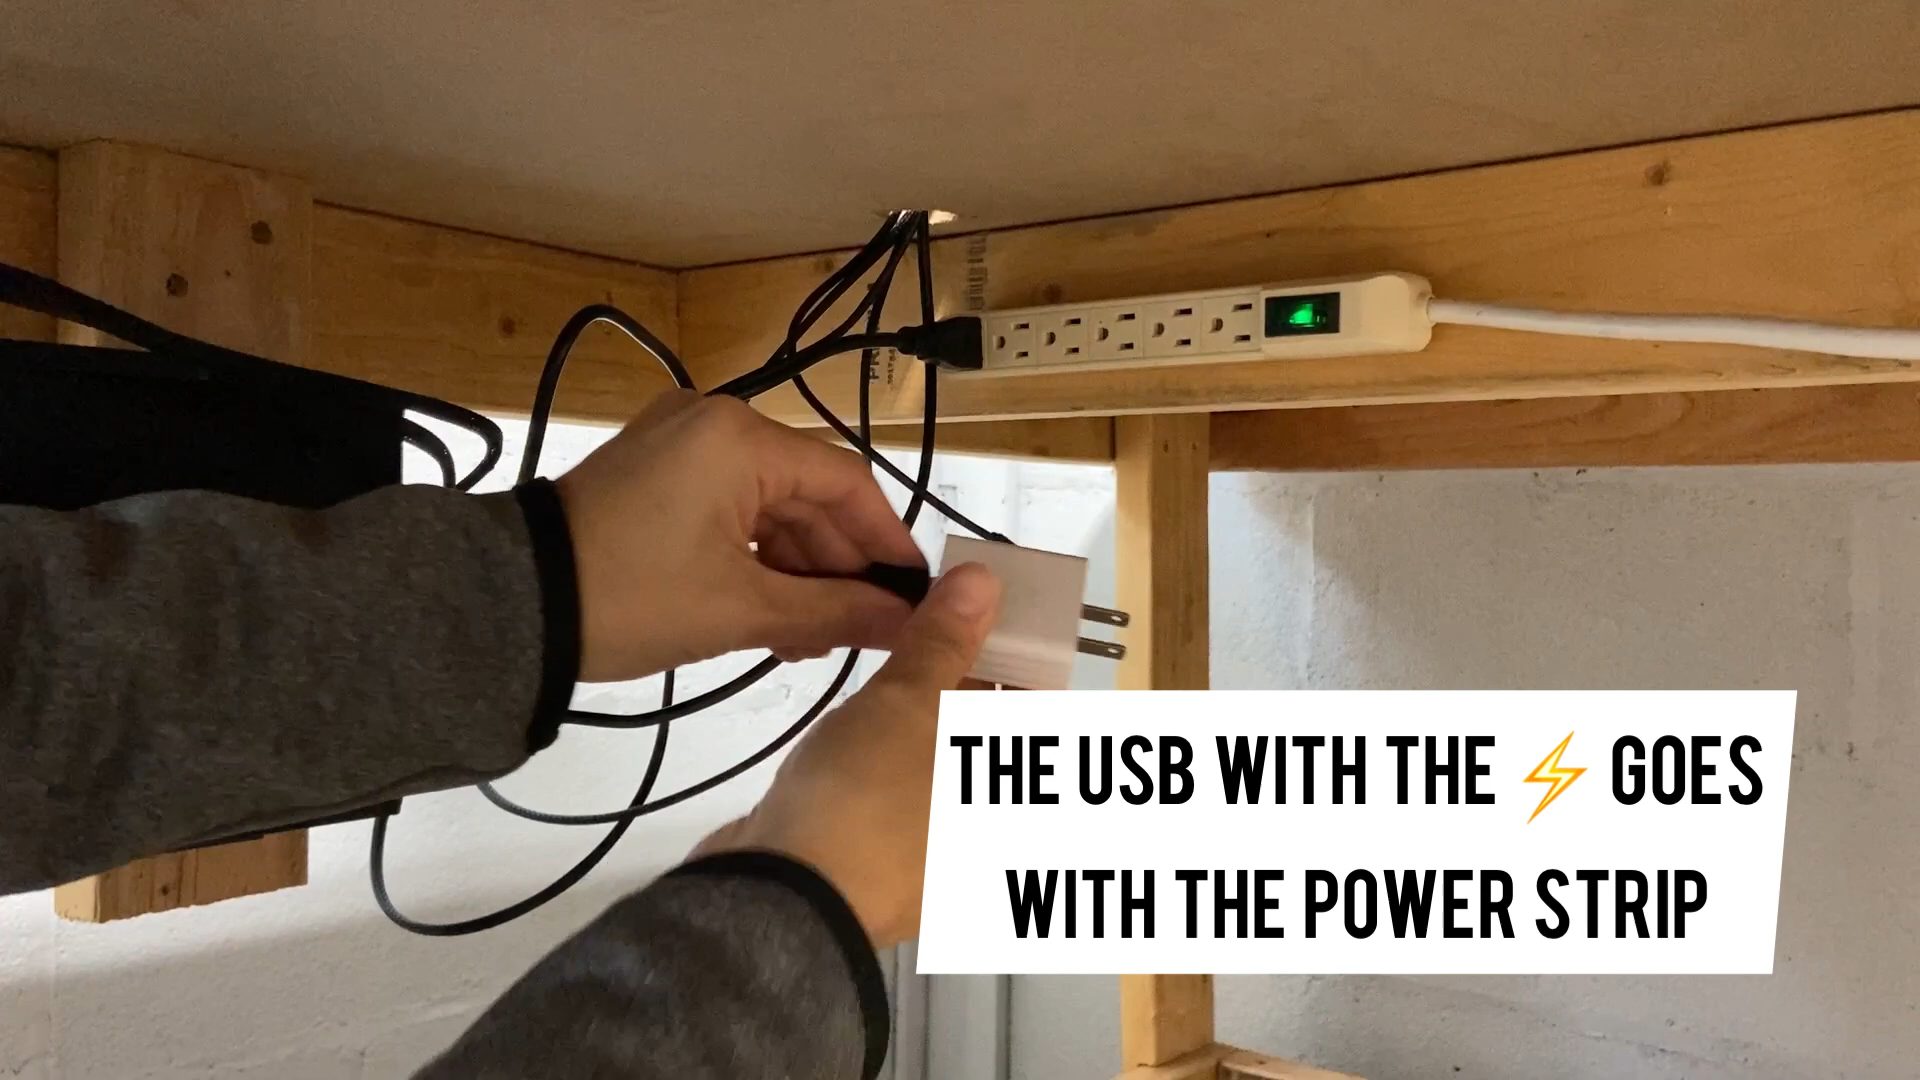 THE USB WITH THE ⚡ GOES
WITH THE POWER STRIP